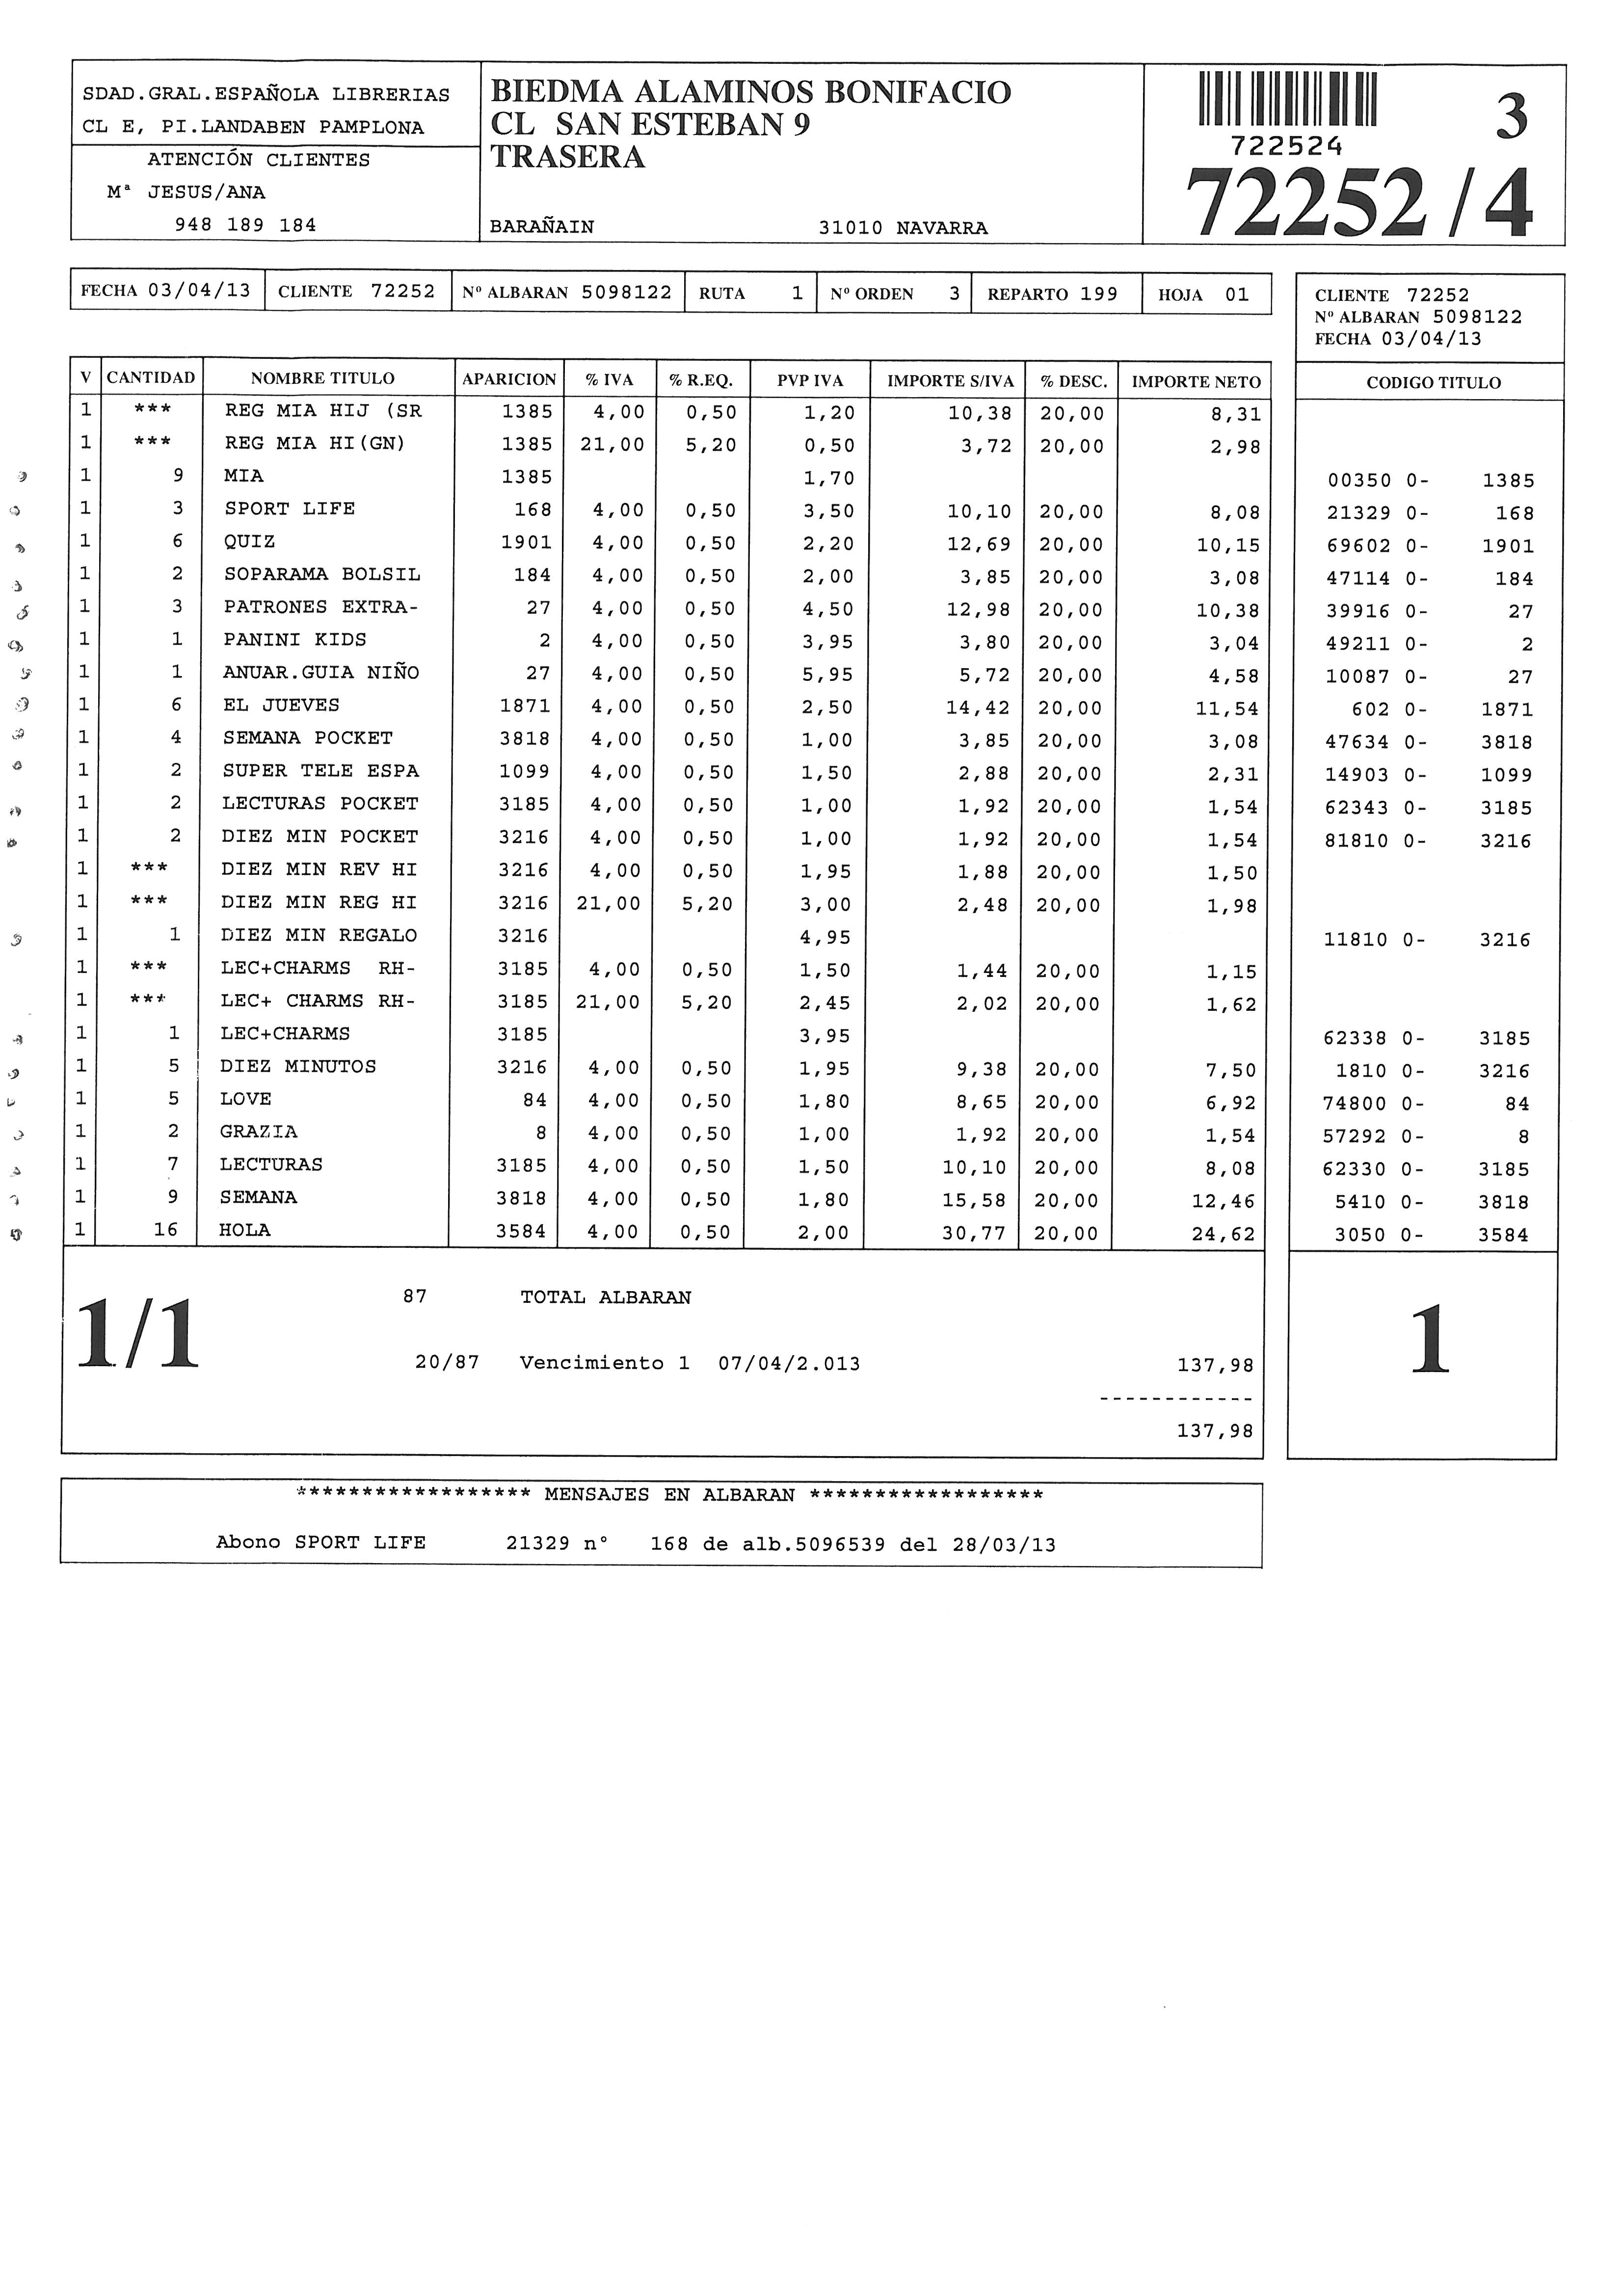 SDAD.GRAL.ESPAÑOLA LIBRERIAS
CL E, PI.LANDABEN PAMPLONA
ATENCIÓN CLIENTES
Mª JESUS/ANA
948 189 184
BIEDMA ALAMINOS BONIFACIO
CL SAN ESTEBAN 9
TRASERA
BARAÑAIN 31010 NAVARRA
3
722524
72252/4
FECHA 03/04/13 CLIENTE 72252 Nº ALBARAN 5098122 RUTA 1 Nº ORDEN 3 REPARTO 199 HOJA 01
CLIENTE 72252
Nº ALBARAN 5098122
FECHA 03/04/13
V CANTIDAD NOMBRE TITULO APARICION % IVA % R.EQ. PVP IVA IMPORTE S/IVA % DESC. IMPORTE NETO CODIGO TITULO
1 *** REG MIA HIJ (SR 1385 4,00 0,50 1,20 10,38 20,00 8,31
1 *** REG MIA HI(GN) 1385 21,00 5,20 0,50 3,72 20,00 2,98
1 9 MIA 1385 1,70 00350 0- 1385
1 3 SPORT LIFE 168 4,00 0,50 3,50 10,10 20,00 8,08 21329 0- 168
1 6 QUIZ 1901 4,00 0,50 2,20 12,69 20,00 10,15 69602 0- 1901
1 2 SOPARAMA BOLSIL 184 4,00 0,50 2,00 3,85 20,00 3,08 47114 0- 184
1 3 PATRONES EXTRA- 27 4,00 0,50 4,50 12,98 20,00 10,38 39916 0- 27
1 1 PANINI KIDS 2 4,00 0,50 3,95 3,80 20,00 3,04 49211 0- 2
1 1 ANUAR.GUIA NIÑO 27 4,00 0,50 5,95 5,72 20,00 4,58 10087 0- 27
1 6 EL JUEVES 1871 4,00 0,50 2,50 14,42 20,00 11,54 602 0- 1871
1 4 SEMANA POCKET 3818 4,00 0,50 1,00 3,85 20,00 3,08 47634 0- 3818
1 2 SUPER TELE ESPA 1099 4,00 0,50 1,50 2,88 20,00 2,31 14903 0- 1099
1 2 LECTURAS POCKET 3185 4,00 0,50 1,00 1,92 20,00 1,54 62343 0- 3185
1 2 DIEZ MIN POCKET 3216 4,00 0,50 1,00 1,92 20,00 1,54 81810 0- 3216
1 *** DIEZ MIN REV HI 3216 4,00 0,50 1,95 1,88 20,00 1,50
1 *** DIEZ MIN REG HI 3216 21,00 5,20 3,00 2,48 20,00 1,98
1 1 DIEZ MIN REGALO 3216 4,95 11810 0- 3216
1 *** LEC+CHARMS RH- 3185 4,00 0,50 1,50 1,44 20,00 1,15
1 *** LEC+ CHARMS RH- 3185 21,00 5,20 2,45 2,02 20,00 1,62
1 1 LEC+CHARMS 3185 3,95 62338 0- 3185
1 5 DIEZ MINUTOS 3216 4,00 0,50 1,95 9,38 20,00 7,50 1810 0- 3216
1 5 LOVE 84 4,00 0,50 1,80 8,65 20,00 6,92 74800 0- 84
1 2 GRAZIA 8 4,00 0,50 1,00 1,92 20,00 1,54 57292 0- 8
1 7 LECTURAS 3185 4,00 0,50 1,50 10,10 20,00 8,08 62330 0- 3185
1 9 SEMANA 3818 4,00 0,50 1,80 15,58 20,00 12,46 5410 0- 3818
1 16 HOLA 3584 4,00 0,50 2,00 30,77 20,00 24,62 3050 0- 3584
1/1
87 TOTAL ALBARAN
20/87 Vencimiento 1 07/04/2.013 137,98
------------
137,98
1
****************** MENSAJES EN ALBARAN ******************
Abono SPORT LIFE 21329 nº 168 de alb.5096539 del 28/03/13